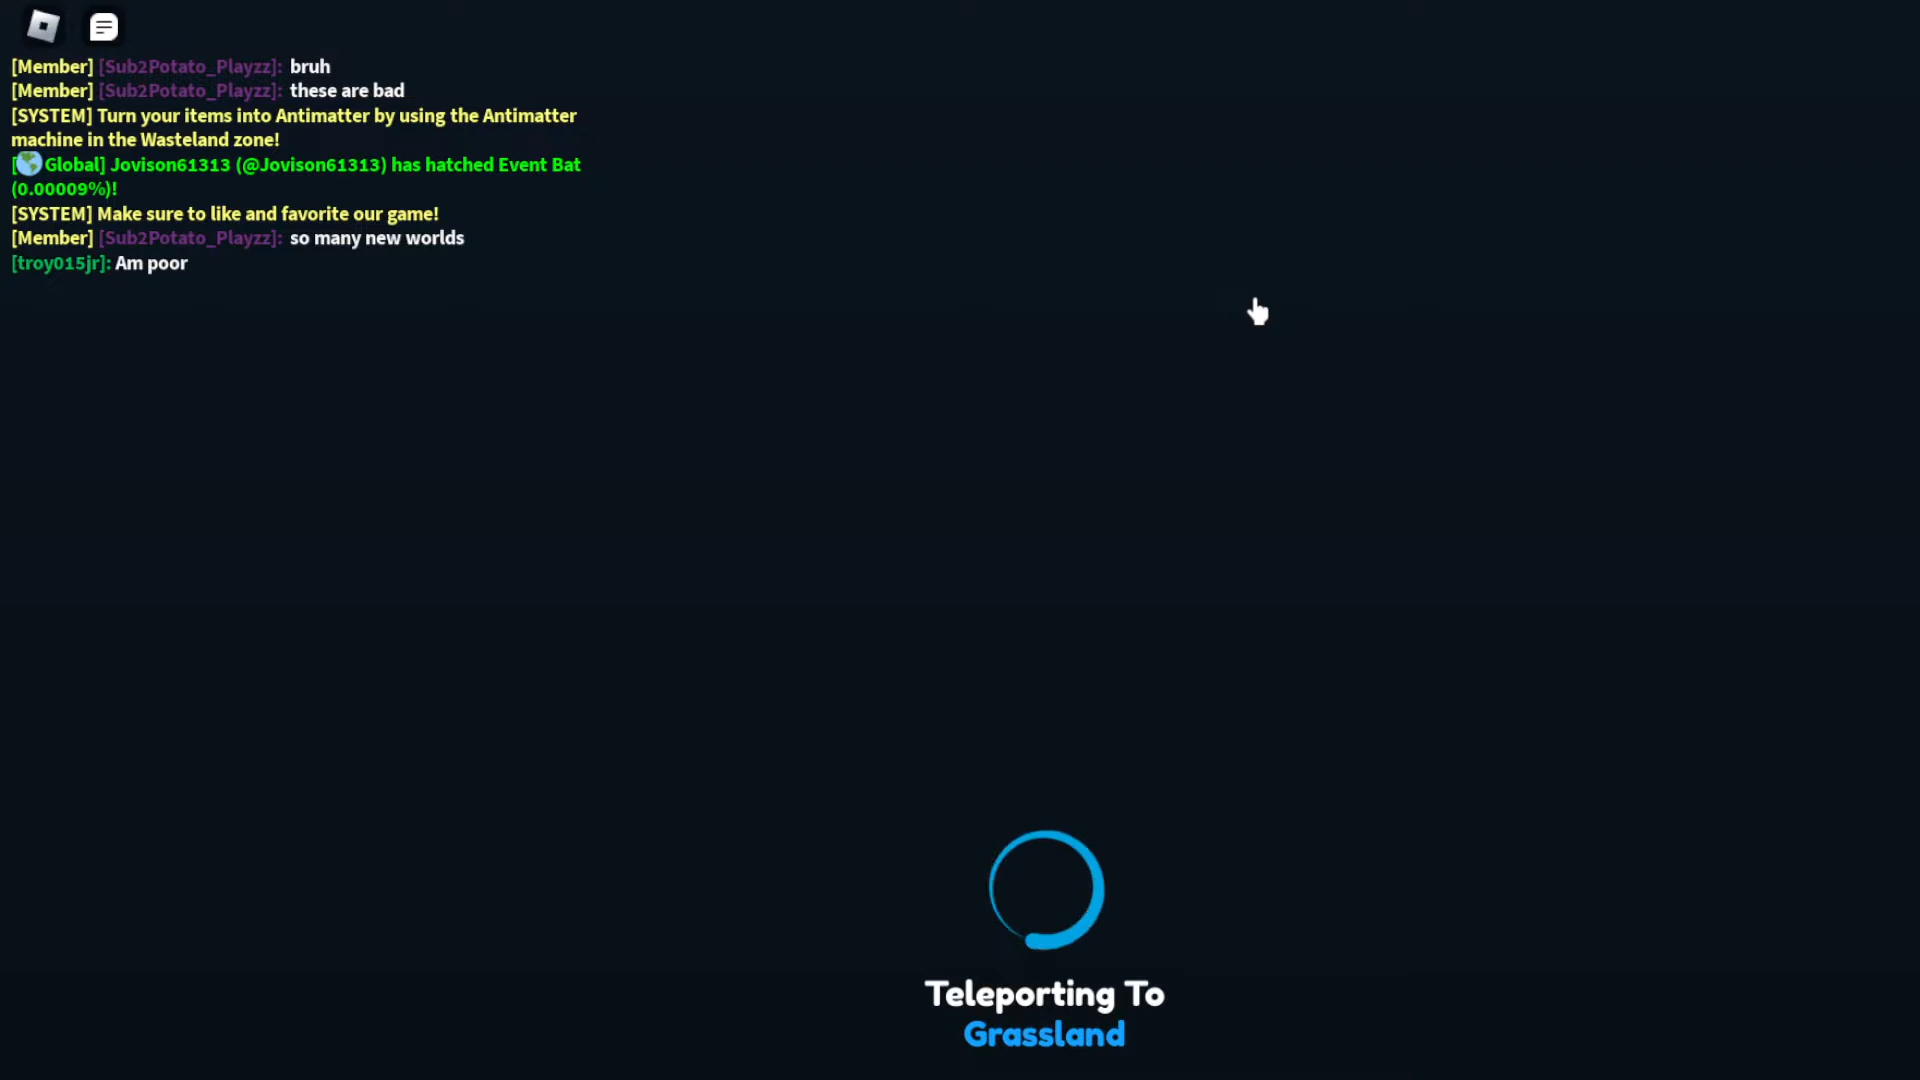 [Member] [Sub2Potato_Playzz]: bruh
[Member] [Sub2Potato_Playzz]: these are bad
[SYSTEM] Turn your items into Antimatter by using the Antimatter
machine in the Wasteland zone!
[🌎Global] Jovison61313 (@Jovison61313) has hatched Event Bat
(0.00009%)!
[SYSTEM] Make sure to like and favorite our game!
[Member] [Sub2Potato_Playzz]: so many new worlds
[troy015jr]: Am poor
Teleporting To
Grassland